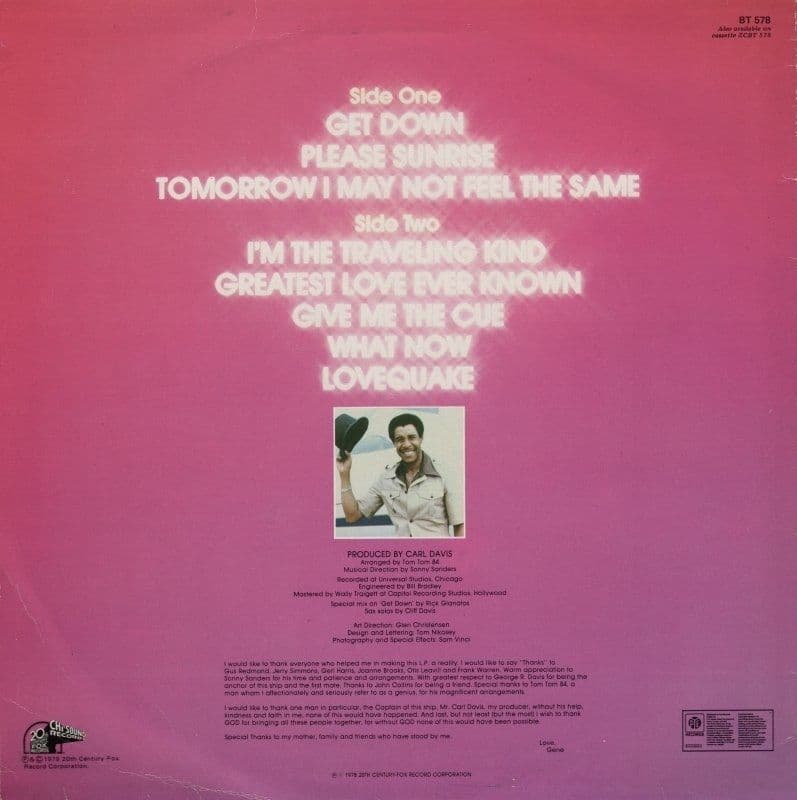 BT 578
Also available on
cassette ZCBT 578
Side One
GET DOWN
PLEASE SUNRISE
TOMORROW I MAY NOT FEEL THE SAME
Side Two
I'M THE TRAVELING KIND
GREATEST LOVE EVER KNOWN
GIVE ME THE CUE
WHAT NOW
LOVEQUAKE
PRODUCED BY CARL DAVIS
Arranged by Tom Tom 84
Musical Direction by Sonny Sanders
Recorded at Universal Studios, Chicago
Engineered by Bill Bradley
Mastered by Wally Traigett at Capitol Recording Studios, Hollywood
Special mix on 'Get Down' by Rick Gianatos
Sax solos by Cliff Davis
Art Direction: Glen Christensen
Design and Lettering: Tom Nikosey
Photography and Special Effects: Sam Vinci
I would like to thank everyone who helped me in making this L.P. a reality. I would like to say "Thanks" to
Gus Redmond, Jerry Simmons, Geri Harris, Joanne Brooks, Otis Leavill and Frank Warren. Warm appreciation to
Sonny Sanders for his time and patience and arrangements. With greatest respect to George R. Davis for being the
anchor of this ship and the first mate. Thanks to John Collins for being a friend. Special thanks to Tom Tom 84, a
man whom I affectionately and seriously refer to as a genius, for his magnificent arrangements.
I would like to thank one man in particular, the Captain of this ship, Mr. Carl Davis, my producer, without his help,
kindness and faith in me, none of this would have happened. And last, but not least (but the most) I wish to thank
GOD for bringing all these people together, for without GOD none of this would have been possible.
Special Thanks to my mother, family and friends who have stood by me.
Love,
Gene
20th
FOX
RECORDS
CHI-SOUND
RECORDS
℗ & © 1978 20th Century-Fox
Record Corporation.
℗ © 1978 20TH CENTURY-FOX RECORD CORPORATION
PYE
RECORDS